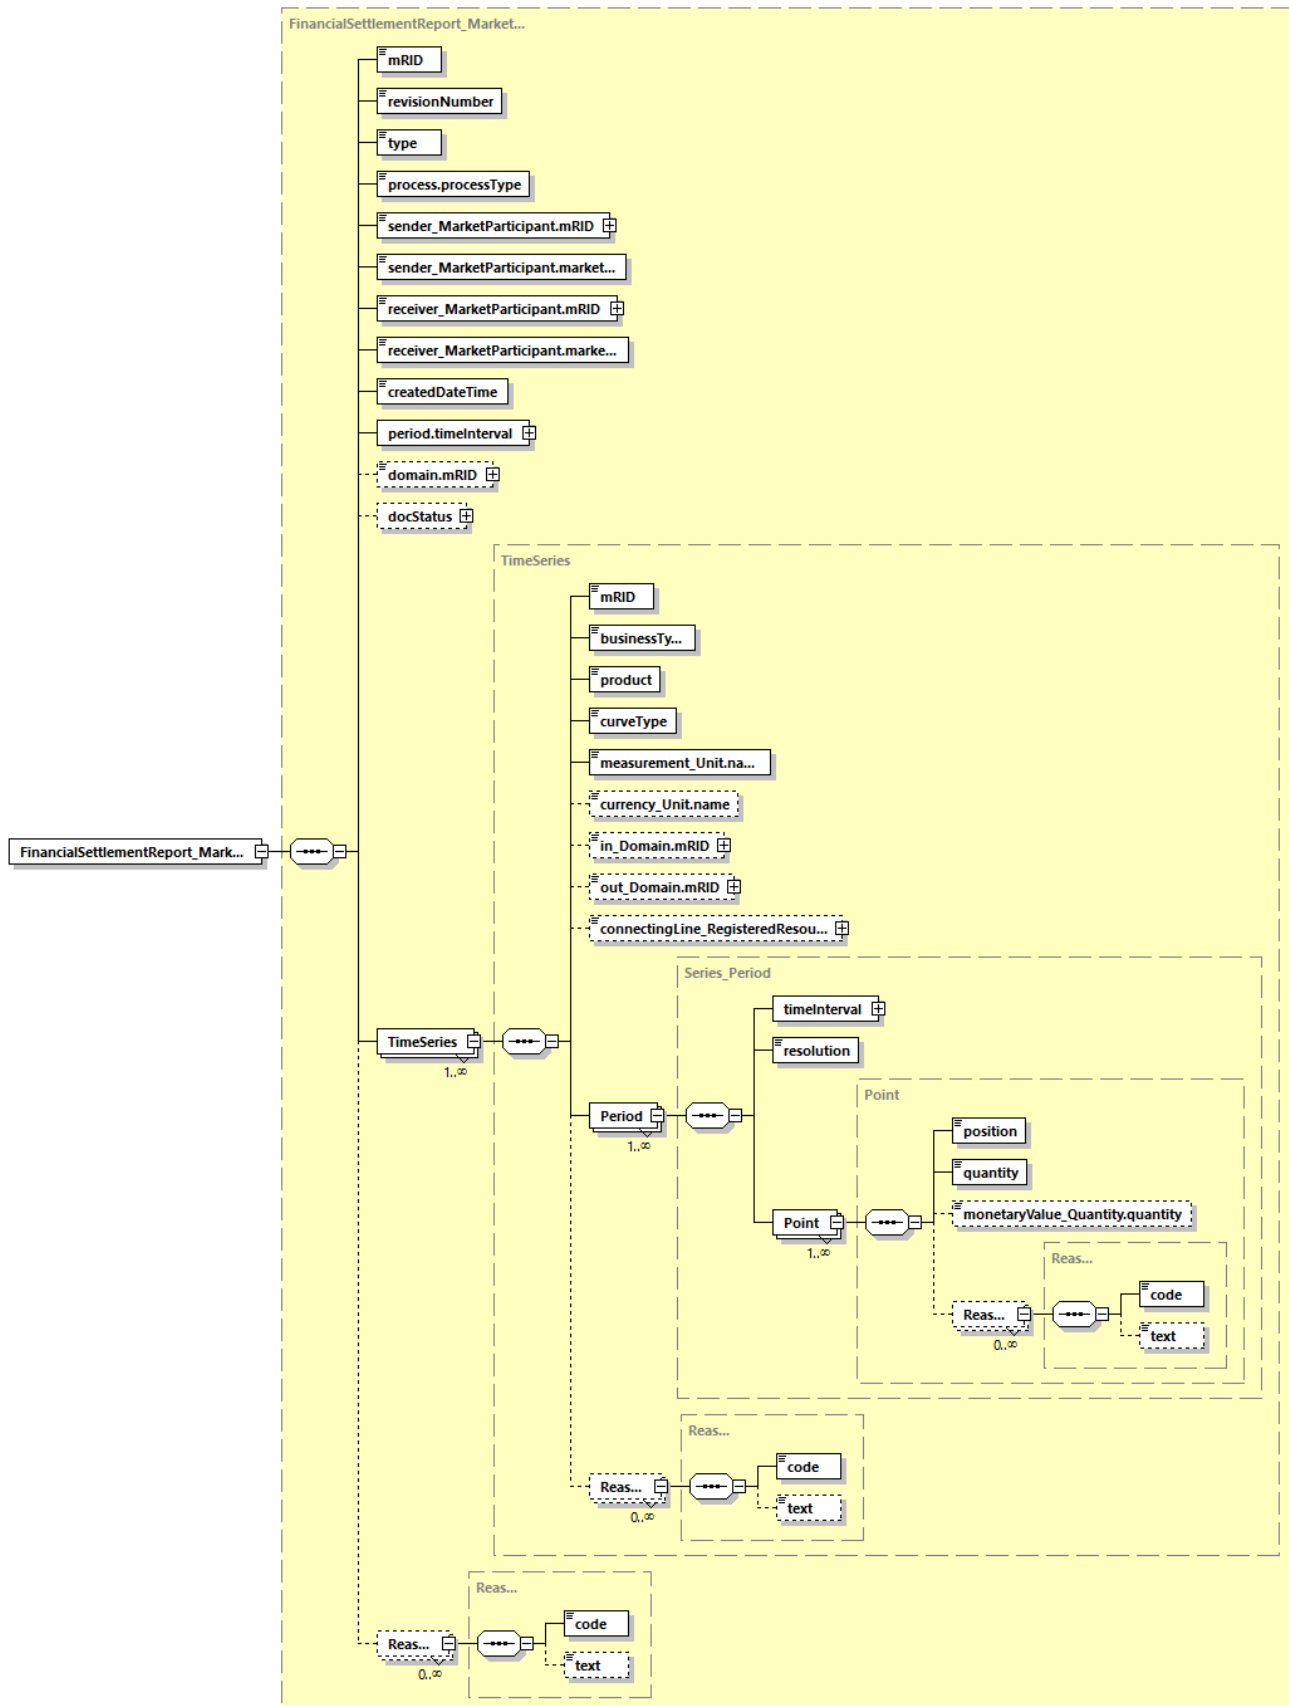 FinancialSettlementReport_Market...
mRID
revisionNumber
type
process.processType
sender_MarketParticipant.mRID
sender_MarketParticipant.market...
receiver_MarketParticipant.mRID
receiver_MarketParticipant.marke...
createdDateTime
period.timeInterval
domain.mRID
docStatus
TimeSeries
mRID
businessTy...
product
curveType
measurement_Unit.na...
currency_Unit.name
in_Domain.mRID
out_Domain.mRID
connectingLine_RegisteredResou...
FinancialSettlementReport_Mark...
Series_Period
timeInterval
resolution
TimeSeries
1..∞
Period
1..∞
Point
position
quantity
monetaryValue_Quantity.quantity
Point
1..∞
Reas...
code
text
Reas...
0..∞
Reas...
code
text
Reas...
0..∞
Reas...
code
text
Reas...
0..∞